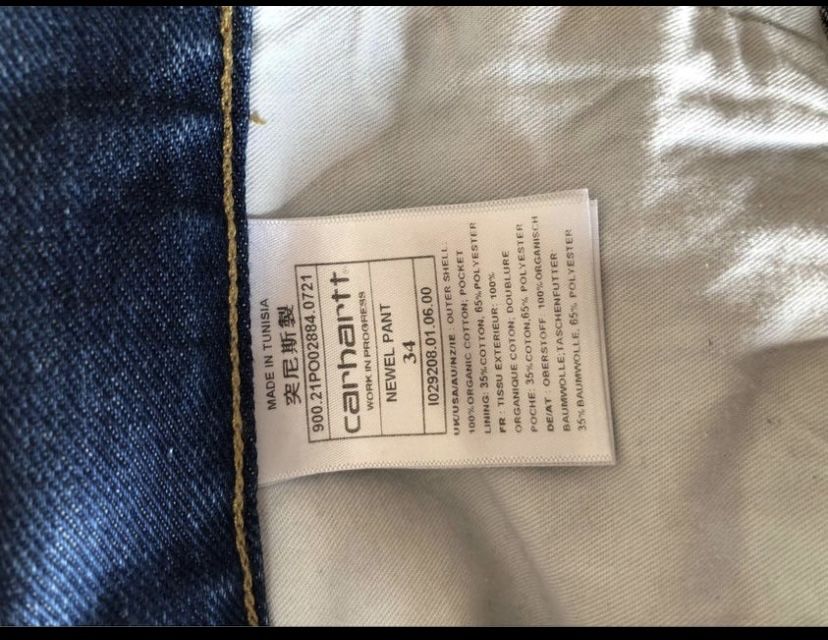 MADE IN TUNISIA
突尼斯製
900.21PO02884.0721
carhartt
WORK IN PROGRESS
NEWEL PANT
34
I029208.01.06.00
UK/USA/AU/NZ/IE : OUTER SHELL:
100%ORGANIC COTTON; POCKET
LINING: 35%COTTON, 65%POLYESTER
FR : TISSU EXTERIEUR: 100%
ORGANIQUE COTON; DOUBLURE
POCHE: 35%COTON,65% POLYESTER
DE/AT : OBERSTOFF: 100%ORGANISCH
BAUMWOLLE;TASCHENFUTTER:
35%BAUMWOLLE, 65% POLYESTER